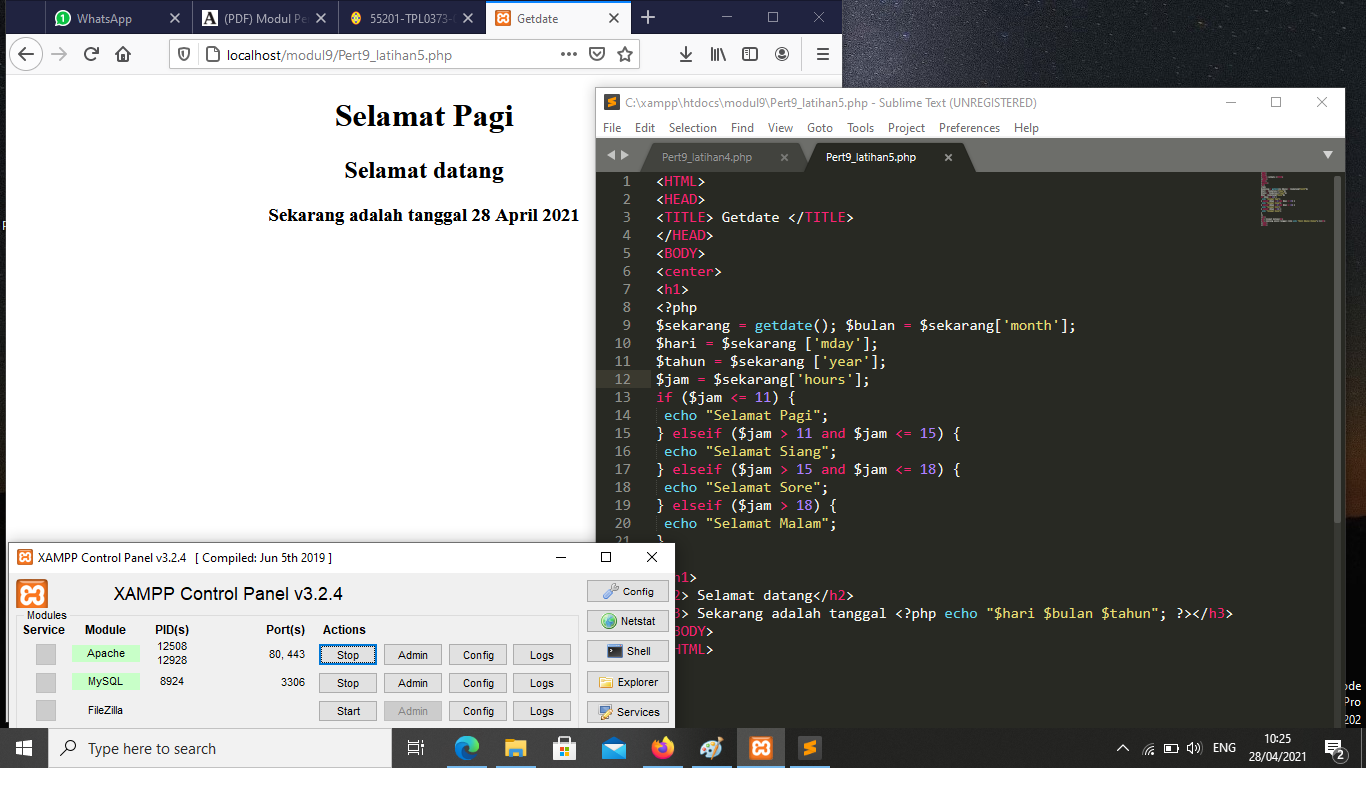 WhatsApp
(PDF) Modul Pe
55201-TPL0373-
Getdate
localhost/modul9/Pert9_latihan5.php
Selamat Pagi
Selamat datang
Sekarang adalah tanggal 28 April 2021
C:\xampp\htdocs\modul9\Pert9_latihan5.php - Sublime Text (UNREGISTERED)
File Edit Selection Find View Goto Tools Project Preferences Help
Pert9_latihan4.php
Pert9_latihan5.php
1 <HTML>
2 <HEAD>
3 <TITLE> Getdate </TITLE>
4 </HEAD>
5 <BODY>
6 <center>
7 <h1>
8 <?php
9 $sekarang = getdate(); $bulan = $sekarang['month'];
10 $hari = $sekarang ['mday'];
11 $tahun = $sekarang ['year'];
12 $jam = $sekarang['hours'];
13 if ($jam <= 11) {
14 echo "Selamat Pagi";
15 } elseif ($jam > 11 and $jam <= 15) {
16 echo "Selamat Siang";
17 } elseif ($jam > 15 and $jam <= 18) {
18 echo "Selamat Sore";
19 } elseif ($jam > 18) {
20 echo "Selamat Malam";
21 }
h1>
2> Selamat datang</h2>
3> Sekarang adalah tanggal <?php echo "$hari $bulan $tahun"; ?></h3>
BODY>
HTML>
XAMPP Control Panel v3.2.4 [ Compiled: Jun 5th 2019 ]
XAMPP Control Panel v3.2.4
Modules
Service Module PID(s) Port(s) Actions
Apache 12508 12928 80, 443 Stop Admin Config Logs
MySQL 8924 3306 Stop Admin Config Logs
FileZilla Start Admin Config Logs
Config
Netstat
Shell
Explorer
Services
ode
Pro
202
Type here to search
ENG
10:25
28/04/2021
2